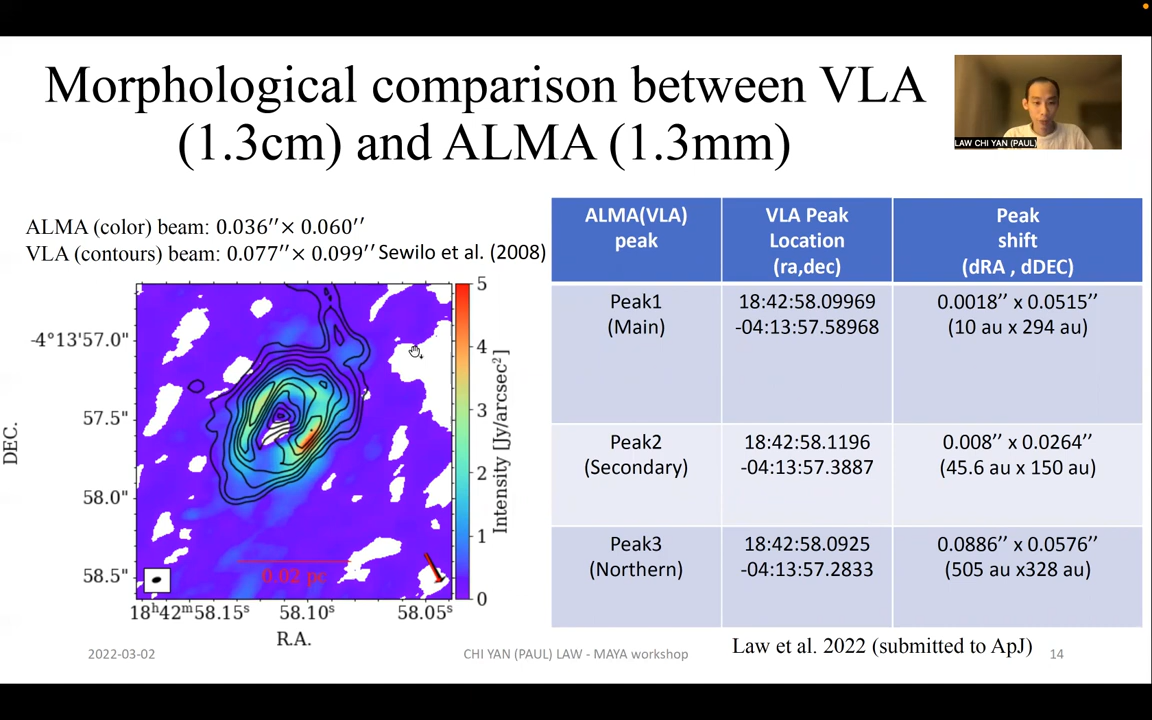 Morphological comparison between VLA
(1.3cm) and ALMA (1.3mm)
LAW CHI YAN (PAUL)
ALMA (color) beam: 0.036′′× 0.060′′
VLA (contours) beam: 0.077′′× 0.099′′ Sewilo et al. (2008)
-4°13'57.0"
57.5"
58.0"
58.5"
DEC.
18ʰ42ᵐ58.15ˢ
58.10ˢ
58.05ˢ
R.A.
0.02 pc
5
4
3
2
1
0
Intensity [Jy/arcsec²]
ALMA(VLA)
peak
VLA Peak
Location
(ra,dec)
Peak
shift
(dRA , dDEC)
Peak1
(Main)
18:42:58.09969
-04:13:57.58968
0.0018’’ x 0.0515’’
(10 au x 294 au)
Peak2
(Secondary)
18:42:58.1196
-04:13:57.3887
0.008’’ x 0.0264’’
(45.6 au x 150 au)
Peak3
(Northern)
18:42:58.0925
-04:13:57.2833
0.0886’’ x 0.0576’’
(505 au x328 au)
Law et al. 2022 (submitted to ApJ)
2022-03-02
CHI YAN (PAUL) LAW - MAYA workshop
14